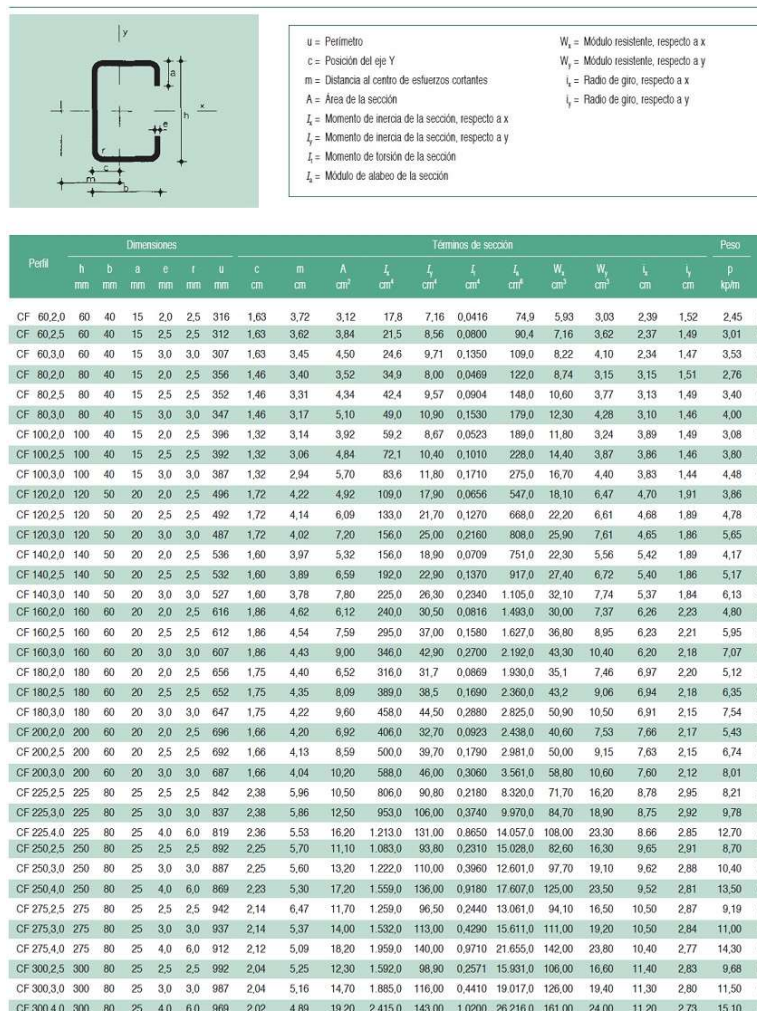 y
a
x
h
e
r
c
m
b
u = Perímetro
c = Posición del eje Y
m = Distancia al centro de esfuerzos cortantes
A = Área de la sección
Iₓ = Momento de inercia de la sección, respecto a x
Iᵧ = Momento de inercia de la sección, respecto a y
Iₜ = Momento de torsión de la sección
Iₐ = Módulo de alabeo de la sección
Wₓ = Módulo resistente, respecto a x
Wᵧ = Módulo resistente, respecto a y
iₓ = Radio de giro, respecto a x
iᵧ = Radio de giro, respecto a y
Perfil Dimensiones Términos de sección Peso
h b a e r u c m A Iₓ Iᵧ Iₜ Iₐ Wₓ Wᵧ iₓ iᵧ p
mm mm mm mm mm mm cm cm cm² cm⁴ cm⁴ cm⁴ cm⁶ cm³ cm³ cm cm kp/m
CF 60,2,0 60 40 15 2,0 2,5 316 1,63 3,72 3,12 17,8 7,16 0,0416 74,9 5,93 3,03 2,39 1,52 2,45
CF 60,2,5 60 40 15 2,5 2,5 312 1,63 3,62 3,84 21,5 8,56 0,0800 90,4 7,16 3,62 2,37 1,49 3,01
CF 60,3,0 60 40 15 3,0 3,0 307 1,63 3,45 4,50 24,6 9,71 0,1350 109,0 8,22 4,10 2,34 1,47 3,53
CF 80,2,0 80 40 15 2,0 2,5 356 1,46 3,40 3,52 34,9 8,00 0,0469 122,0 8,74 3,15 3,15 1,51 2,76
CF 80,2,5 80 40 15 2,5 2,5 352 1,46 3,31 4,34 42,4 9,57 0,0904 148,0 10,60 3,77 3,13 1,49 3,40
CF 80,3,0 80 40 15 3,0 3,0 347 1,46 3,17 5,10 49,0 10,90 0,1530 179,0 12,30 4,28 3,10 1,46 4,00
CF 100,2,0 100 40 15 2,0 2,5 396 1,32 3,14 3,92 59,2 8,67 0,0523 189,0 11,80 3,24 3,89 1,49 3,08
CF 100,2,5 100 40 15 2,5 2,5 392 1,32 3,06 4,84 72,1 10,40 0,1010 228,0 14,40 3,87 3,86 1,46 3,80
CF 100,3,0 100 40 15 3,0 3,0 387 1,32 2,94 5,70 83,6 11,80 0,1710 275,0 16,70 4,40 3,83 1,44 4,48
CF 120,2,0 120 50 20 2,0 2,5 496 1,72 4,22 4,92 109,0 17,90 0,0656 547,0 18,10 6,47 4,70 1,91 3,86
CF 120,2,5 120 50 20 2,5 2,5 492 1,72 4,14 6,09 133,0 21,70 0,1270 668,0 22,20 6,61 4,68 1,89 4,78
CF 120,3,0 120 50 20 3,0 3,0 487 1,72 4,02 7,20 156,0 25,00 0,2160 808,0 25,90 7,61 4,65 1,86 5,65
CF 140,2,0 140 50 20 2,0 2,5 536 1,60 3,97 5,32 156,0 18,90 0,0709 751,0 22,30 5,56 5,42 1,89 4,17
CF 140,2,5 140 50 20 2,5 2,5 532 1,60 3,89 6,59 192,0 22,90 0,1370 917,0 27,40 6,72 5,40 1,86 5,17
CF 140,3,0 140 50 20 3,0 3,0 527 1,60 3,78 7,80 225,0 26,30 0,2340 1.105,0 32,10 7,74 5,37 1,84 6,13
CF 160,2,0 160 60 20 2,0 2,5 616 1,86 4,62 6,12 240,0 30,50 0,0816 1.493,0 30,00 7,37 6,26 2,23 4,80
CF 160,2,5 160 60 20 2,5 2,5 612 1,86 4,54 7,59 295,0 37,00 0,1580 1.627,0 36,80 8,95 6,23 2,21 5,95
CF 160,3,0 160 60 20 3,0 3,0 607 1,86 4,43 9,00 346,0 42,90 0,2700 2.192,0 43,30 10,40 6,20 2,18 7,07
CF 180,2,0 180 60 20 2,0 2,5 656 1,75 4,40 6,52 316,0 31,7 0,0869 1.930,0 35,1 7,46 6,97 2,20 5,12
CF 180,2,5 180 60 20 2,5 2,5 652 1,75 4,35 8,09 389,0 38,5 0,1690 2.360,0 43,2 9,06 6,94 2,18 6,35
CF 180,3,0 180 60 20 3,0 3,0 647 1,75 4,22 9,60 458,0 44,50 0,2880 2.825,0 50,90 10,50 6,91 2,15 7,54
CF 200,2,0 200 60 20 2,0 2,5 696 1,66 4,20 6,92 406,0 32,70 0,0923 2.438,0 40,60 7,53 7,66 2,17 5,43
CF 200,2,5 200 60 20 2,5 2,5 692 1,66 4,13 8,59 500,0 39,70 0,1790 2.981,0 50,00 9,15 7,63 2,15 6,74
CF 200,3,0 200 60 20 3,0 3,0 687 1,66 4,04 10,20 588,0 46,00 0,3060 3.561,0 58,80 10,60 7,60 2,12 8,01
CF 225,2,5 225 80 25 2,5 2,5 842 2,38 5,96 10,50 806,0 90,80 0,2180 8.320,0 71,70 16,20 8,78 2,95 8,21
CF 225,3,0 225 80 25 3,0 3,0 837 2,38 5,86 12,50 953,0 106,00 0,3740 9.970,0 84,70 18,90 8,75 2,92 9,78
CF 225,4,0 225 80 25 4,0 6,0 819 2,36 5,53 16,20 1.213,0 131,00 0,8650 14.057,0 108,00 23,30 8,66 2,85 12,70
CF 250,2,5 250 80 25 2,5 2,5 892 2,25 5,70 11,10 1.083,0 93,80 0,2310 15.028,0 82,60 16,30 9,65 2,91 8,70
CF 250,3,0 250 80 25 3,0 3,0 887 2,25 5,60 13,20 1.222,0 110,00 0,3960 12.601,0 97,70 19,10 9,62 2,88 10,40
CF 250,4,0 250 80 25 4,0 6,0 869 2,23 5,30 17,20 1.559,0 136,00 0,9180 17.607,0 125,00 23,50 9,52 2,81 13,50
CF 275,2,5 275 80 25 2,5 2,5 942 2,14 6,47 11,70 1.259,0 96,50 0,2440 13.061,0 94,10 16,50 10,50 2,87 9,19
CF 275,3,0 275 80 25 3,0 3,0 937 2,14 5,37 14,00 1.532,0 113,00 0,4290 15.611,0 111,00 19,20 10,50 2,84 11,00
CF 275,4,0 275 80 25 4,0 6,0 912 2,12 5,09 18,20 1.959,0 140,00 0,9710 21.655,0 142,00 23,80 10,40 2,77 14,30
CF 300,2,5 300 80 25 2,5 2,5 992 2,04 5,25 12,30 1.592,0 98,90 0,2571 15.931,0 106,00 16,60 11,40 2,83 9,68
CF 300,3,0 300 80 25 3,0 3,0 987 2,04 5,16 14,70 1.885,0 116,00 0,4410 19.017,0 126,00 19,40 11,30 2,80 11,50
CF 300,4,0 300 80 25 4,0 6,0 969 2,02 4,89 19,20 2.415,0 143,00 1,0200 26.216,0 161,00 24,00 11,20 2,73 15,10